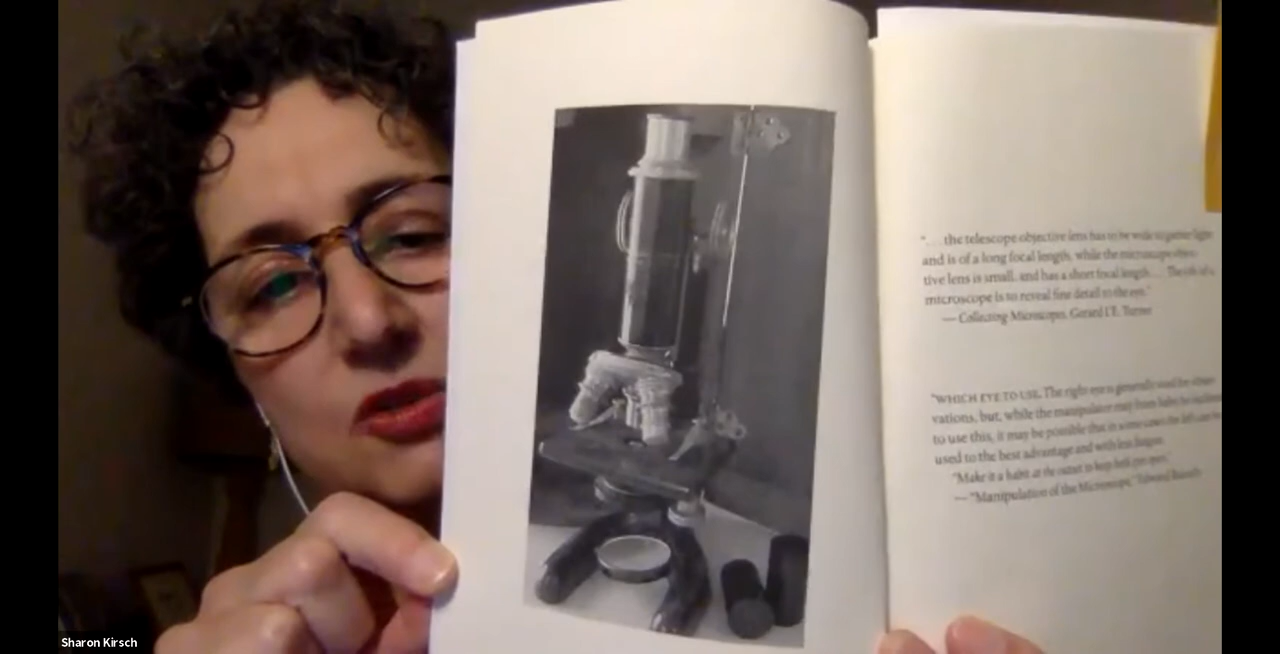 ". . . the telescope objective lens has to be wide to gather light
and is of a long focal length, while the microscope objec-
tive lens is small, and has a short focal length. . . . The job of a
microscope is to reveal fine detail to the eye."
— Collecting Microscopes, Gerard L'E. Turner
"WHICH EYE TO USE. The right eye is generally used for obser-
vations, but, while the manipulator may from habit be inclined
to use this, it may be possible that in some cases the left can be
used to the best advantage and with less fatigue.
"Make it a habit at the outset to keep both eyes open."
— "Manipulation of the Microscope," Edward Bausch
Sharon Kirsch